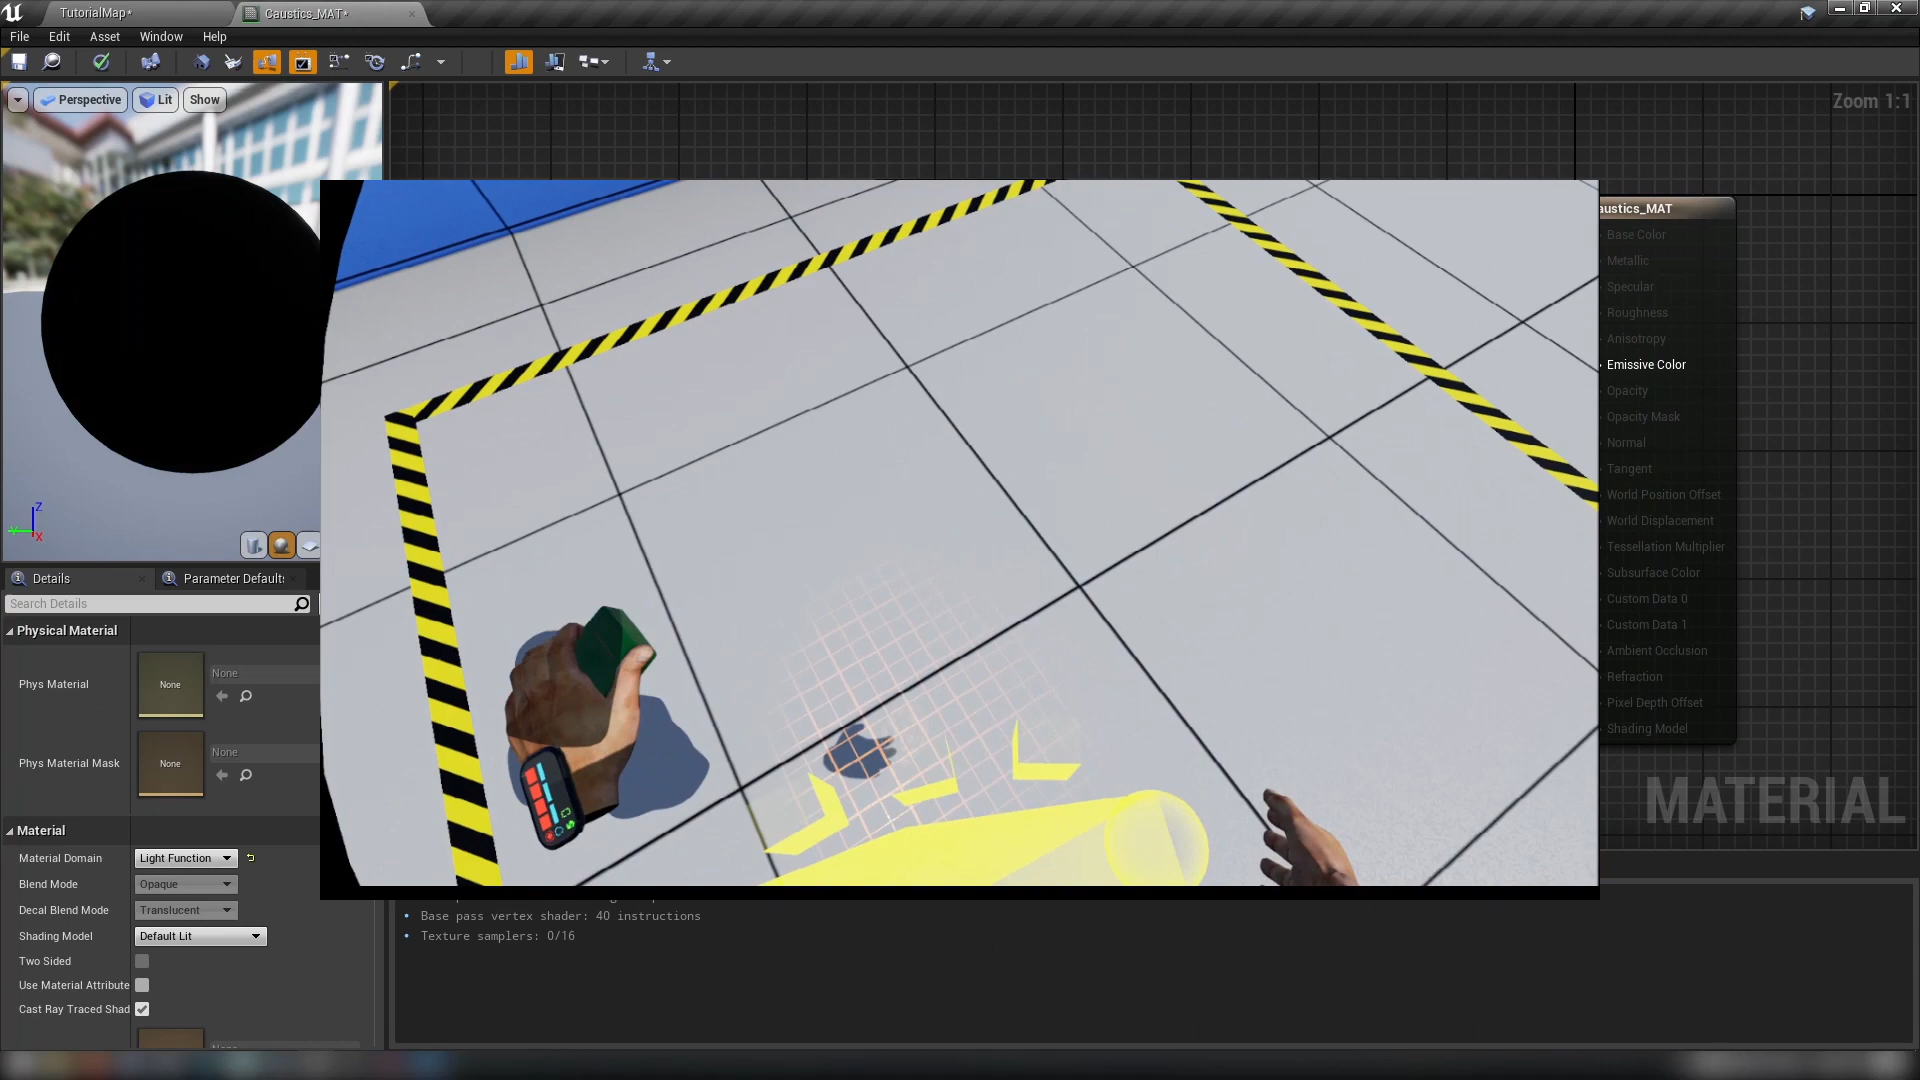 TutorialMap*
Caustics_MAT*
File Edit Asset Window Help
Perspective Lit Show
Zoom 1:1
austics_MAT
Base Color
Metallic
Specular
Roughness
Anisotropy
Emissive Color
Opacity
Opacity Mask
Normal
Tangent
World Position Offset
World Displacement
Tessellation Multiplier
Subsurface Color
Custom Data 0
Custom Data 1
Ambient Occlusion
Refraction
Pixel Depth Offset
Shading Model
MATERIAL
Z
X
Details
Parameter Defaults
Search Details
Physical Material
Phys Material
None
None
Phys Material Mask
None
None
Material
Material Domain Light Function
Blend Mode Opaque
Decal Blend Mode Translucent
Shading Model Default Lit
Two Sided
Use Material Attribute
Cast Ray Traced Shad
Base pass vertex shader: 40 instructions
Texture samplers: 0/16